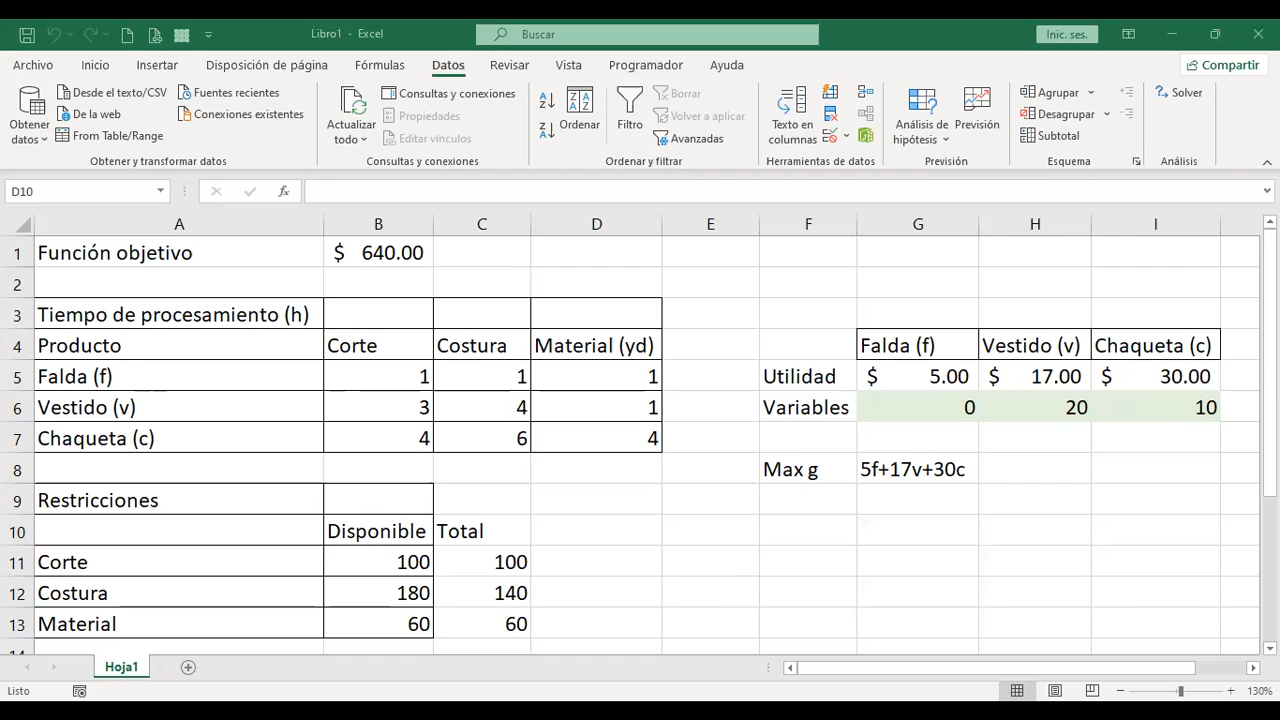 Libro1 - Excel
Buscar
Inic. ses.
Archivo Inicio Insertar Disposición de página Fórmulas Datos Revisar Vista Programador Ayuda Compartir
Obtener datos
Desde el texto/CSV
De la web
From Table/Range
Fuentes recientes
Conexiones existentes
Obtener y transformar datos
Actualizar todo
Consultas y conexiones
Propiedades
Editar vínculos
Consultas y conexiones
Ordenar
Filtro
Borrar
Volver a aplicar
Avanzadas
Ordenar y filtrar
Texto en columnas
Herramientas de datos
Análisis de hipótesis
Previsión
Previsión
Agrupar
Desagrupar
Subtotal
Esquema
Solver
Análisis
D10
fx
A B C D E F G H I
1 Función objetivo $ 640.00
2
3 Tiempo de procesamiento (h)
4 Producto Corte Costura Material (yd) Falda (f) Vestido (v) Chaqueta (c)
5 Falda (f) 1 1 1 Utilidad $ 5.00 $ 17.00 $ 30.00
6 Vestido (v) 3 4 1 Variables 0 20 10
7 Chaqueta (c) 4 6 4
8 Max g 5f+17v+30c
9 Restricciones
10 Disponible Total
11 Corte 100 100
12 Costura 180 140
13 Material 60 60
Hoja1
Listo
130%